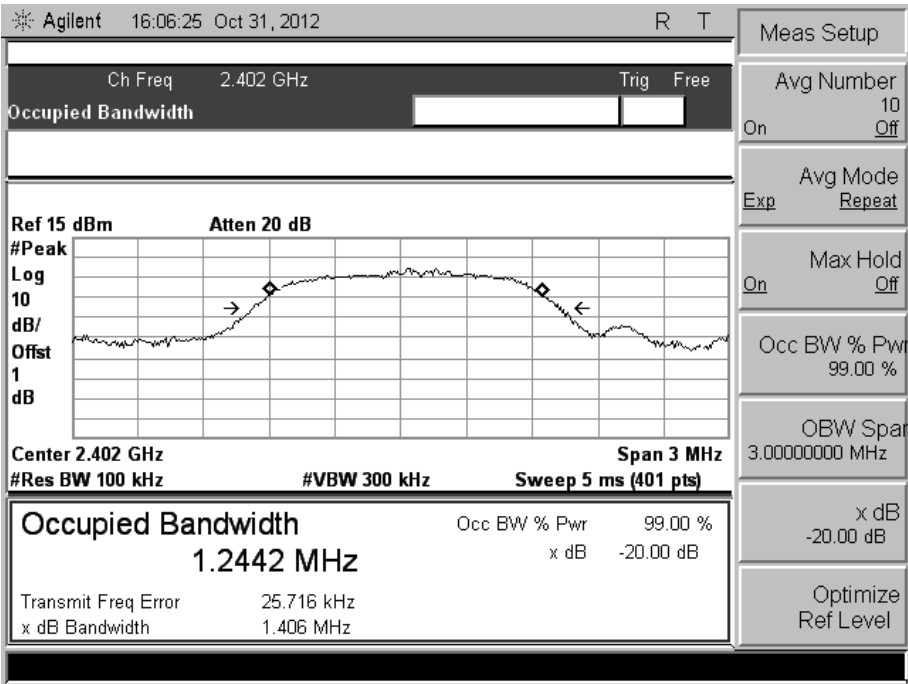 Agilent 16:06:25 Oct 31, 2012 R T
Ch Freq 2.402 GHz Trig Free
Occupied Bandwidth
Ref 15 dBm Atten 20 dB
#Peak
Log
10
dB/
Offst
1
dB
Center 2.402 GHz Span 3 MHz
#Res BW 100 kHz #VBW 300 kHz Sweep 5 ms (401 pts)
Occupied Bandwidth Occ BW % Pwr 99.00 %
1.2442 MHz x dB -20.00 dB
Transmit Freq Error 25.716 kHz
x dB Bandwidth 1.406 MHz
Meas Setup
Avg Number
10
On Off
Avg Mode
Exp Repeat
Max Hold
On Off
Occ BW % Pwr
99.00 %
OBW Span
3.00000000 MHz
x dB
-20.00 dB
Optimize
Ref Level